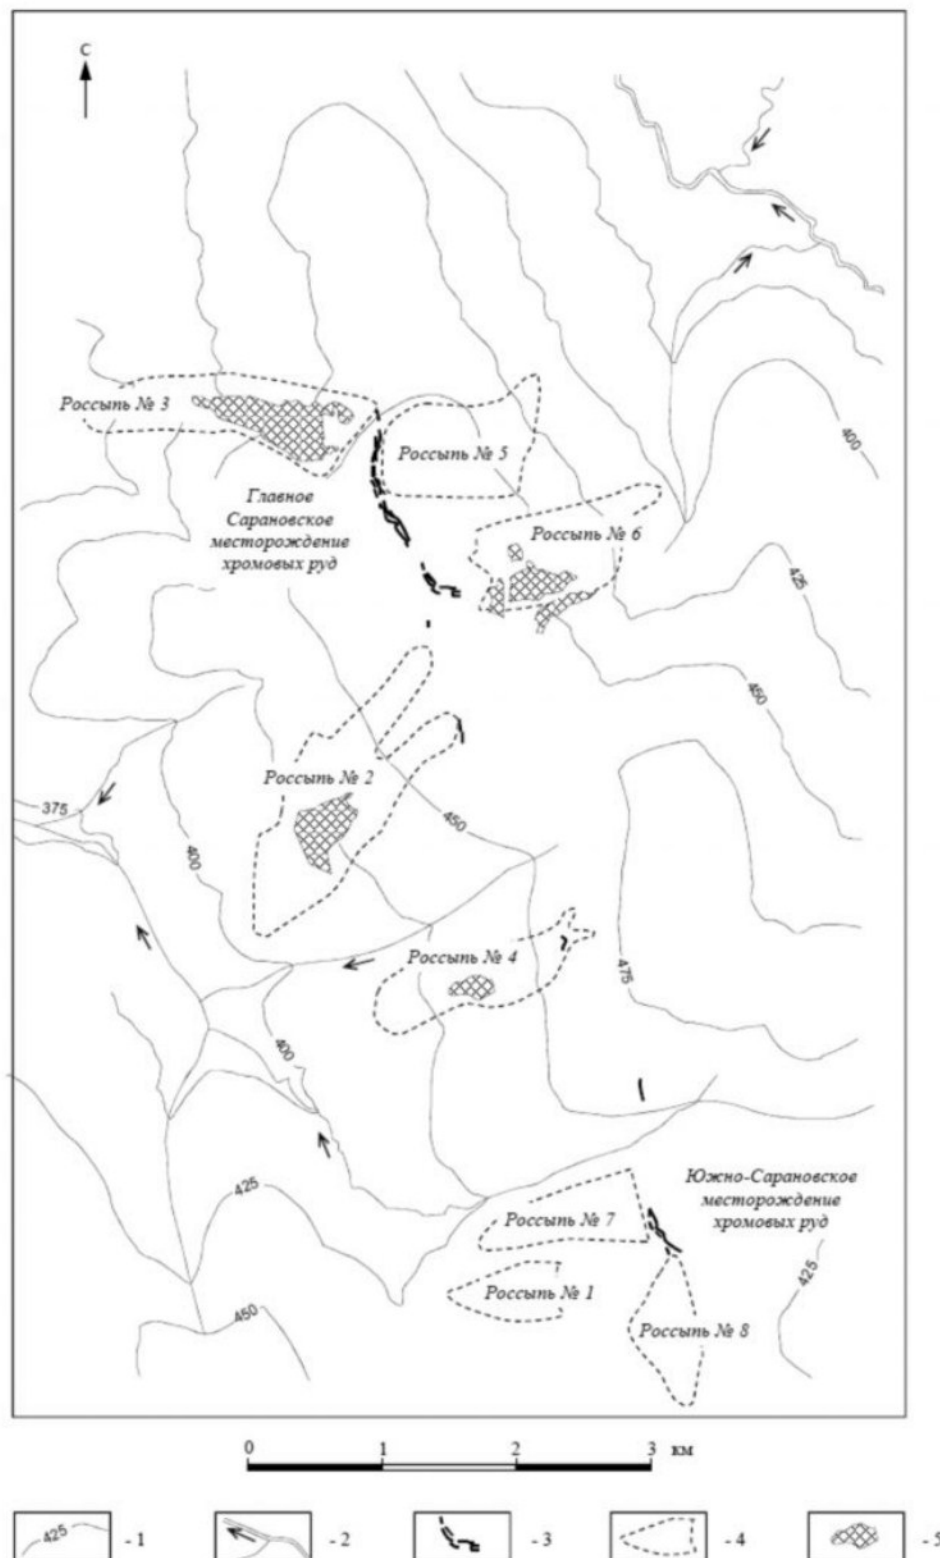 С
Россыпь № 3
Россыпь № 5
400
Главное
Сарановское
месторождение
хромовых руд
Россыпь № 6
425
450
Россыпь № 2
375
450
400
Россыпь № 4
475
400
425
Южно-Сарановское
месторождение
хромовых руд
Россыпь № 7
425
Россыпь № 1
450
Россыпь № 8
0 1 2 3 км
425 - 1 - 2 - 3 - 4 - 5